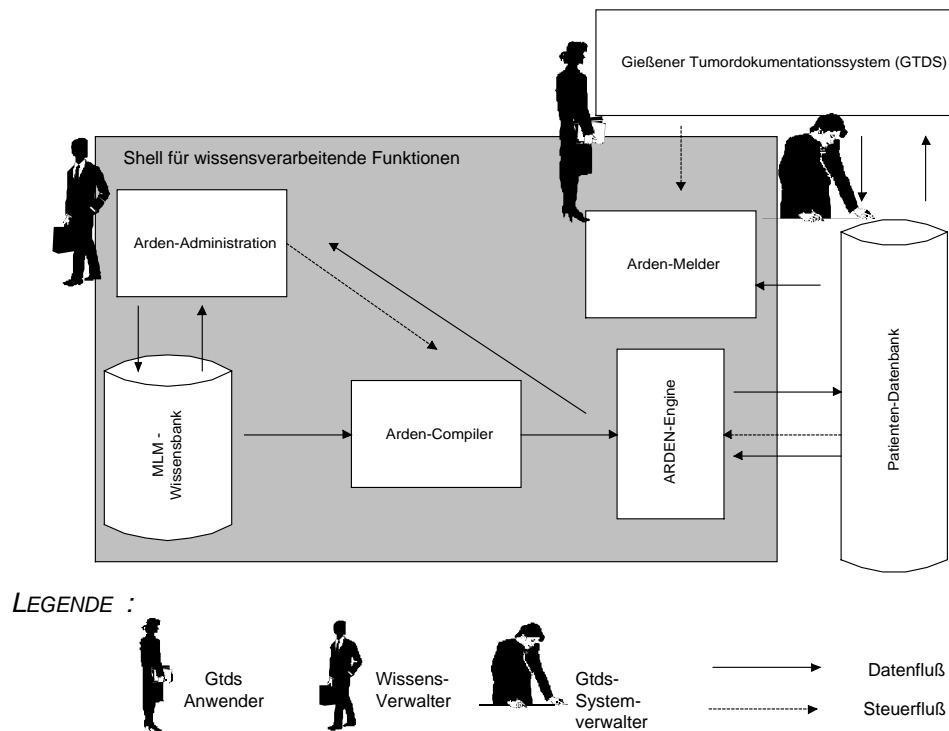 Gießener Tumordokumentationssystem (GTDS)
Shell für wissensverarbeitende Funktionen
Arden-Administration
Arden-Melder
MLM -
Wissensbank
Arden-Compiler
ARDEN-Engine
Patienten-Datenbank
LEGENDE :
Gtds
Anwender
Wissens-
Verwalter
Gtds-
System-
verwalter
Datenfluß
Steuerfluß